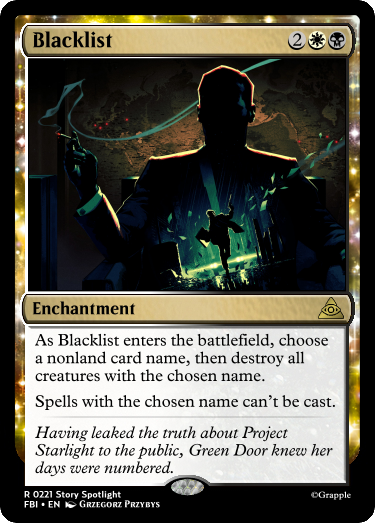 Blacklist 2
Enchantment
As Blacklist enters the battlefield, choose
a nonland card name, then destroy all
creatures with the chosen name.
Spells with the chosen name can't be cast.
Having leaked the truth about Project
Starlight to the public, Green Door knew her
days were numbered.
R 0221 Story Spotlight
FBI • EN GRZEGORZ PRZYBYS ©Grapple